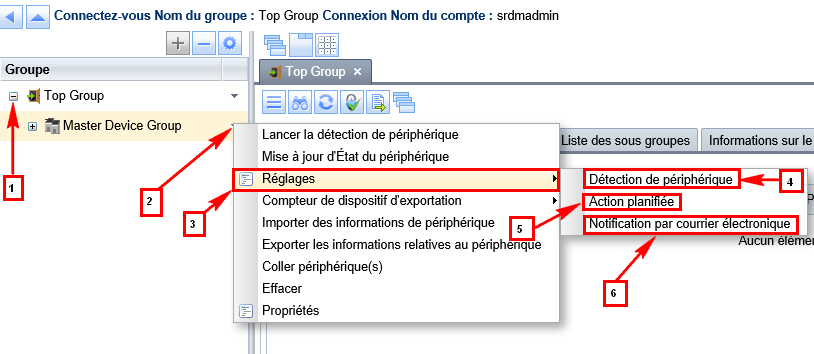 Connectez-vous Nom du groupe : Top Group Connexion Nom du compte : srdmadmin
Groupe
Top Group
Top Group ×
Master Device Group
1
2
3
Lancer la détection de périphérique
Mise à jour d'État du périphérique
Réglages
Compteur de dispositif d'exportation
Importer des informations de périphérique
Exporter les informations relatives au périphérique
Coller périphérique(s)
Effacer
Propriétés
Liste des sous groupes
Informations sur le
Détection de périphérique
4
Action planifiée
5
Notification par courrier électronique
P
Aucun élém
6